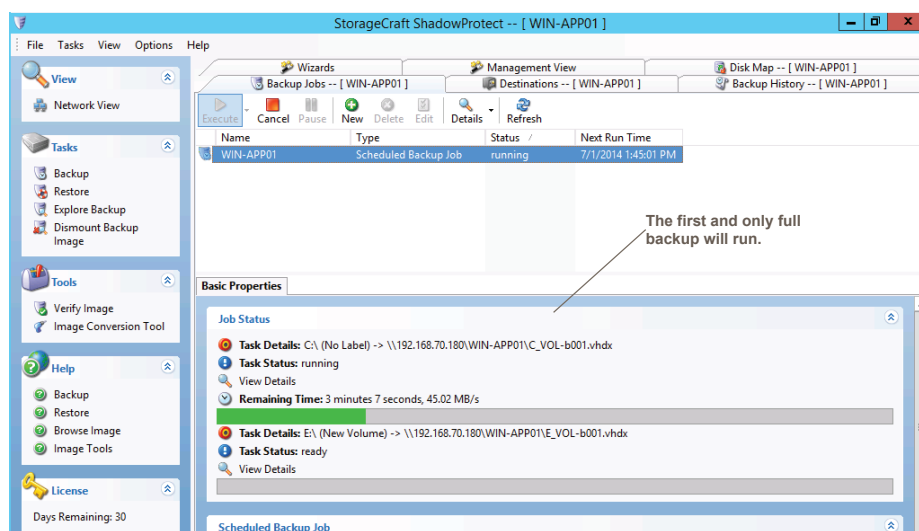 StorageCraft ShadowProtect -- [ WIN-APP01 ]
File Tasks View Options Help
View
Network View
Tasks
Backup
Restore
Explore Backup
Dismount Backup
Image
Tools
Verify Image
Image Conversion Tool
Help
Backup
Restore
Browse Image
Image Tools
License
Days Remaining: 30
Wizards Management View Disk Map -- [ WIN-APP01 ]
Backup Jobs -- [ WIN-APP01 ] Destinations -- [ WIN-APP01 ] Backup History -- [ WIN-APP01 ]
Execute Cancel Pause New Delete Edit Details Refresh
Name Type Status / Next Run Time
WIN-APP01 Scheduled Backup Job running 7/1/2014 1:45:01 PM
The first and only full
backup will run.
Basic Properties
Job Status
Task Details: C:\ (No Label) -> \\192.168.70.180\WIN-APP01\C_VOL-b001.vhdx
Task Status: running
View Details
Remaining Time: 3 minutes 7 seconds, 45.02 MB/s
Task Details: E:\ (New Volume) -> \\192.168.70.180\WIN-APP01\E_VOL-b001.vhdx
Task Status: ready
View Details
Scheduled Backup Job